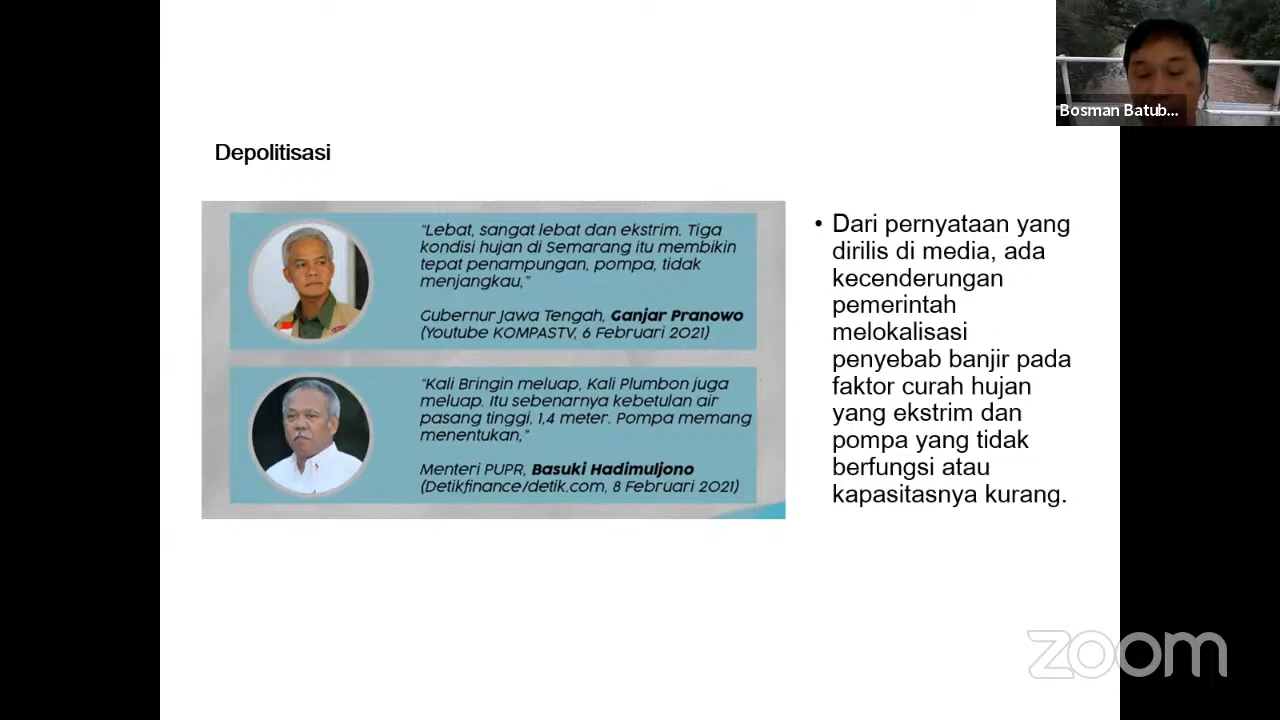 Bosman Batub...
Depolitisasi
"Lebat, sangat lebat dan ekstrim. Tiga
kondisi hujan di Semarang itu membikin
tepat penampungan, pompa, tidak
menjangkau,"
Gubernur Jawa Tengah, Ganjar Pranowo
(Youtube KOMPASTV, 6 Februari 2021)
"Kali Bringin meluap, Kali Plumbon juga
meluap. Itu sebenarnya kebetulan air
pasang tinggi, 1,4 meter. Pompa memang
menentukan,"
Menteri PUPR, Basuki Hadimuljono
(Detikfinance/detik.com, 8 Februari 2021)
• Dari pernyataan yang
dirilis di media, ada
kecenderungan
pemerintah
melokalisasi
penyebab banjir pada
faktor curah hujan
yang ekstrim dan
pompa yang tidak
berfungsi atau
kapasitasnya kurang.
zoom